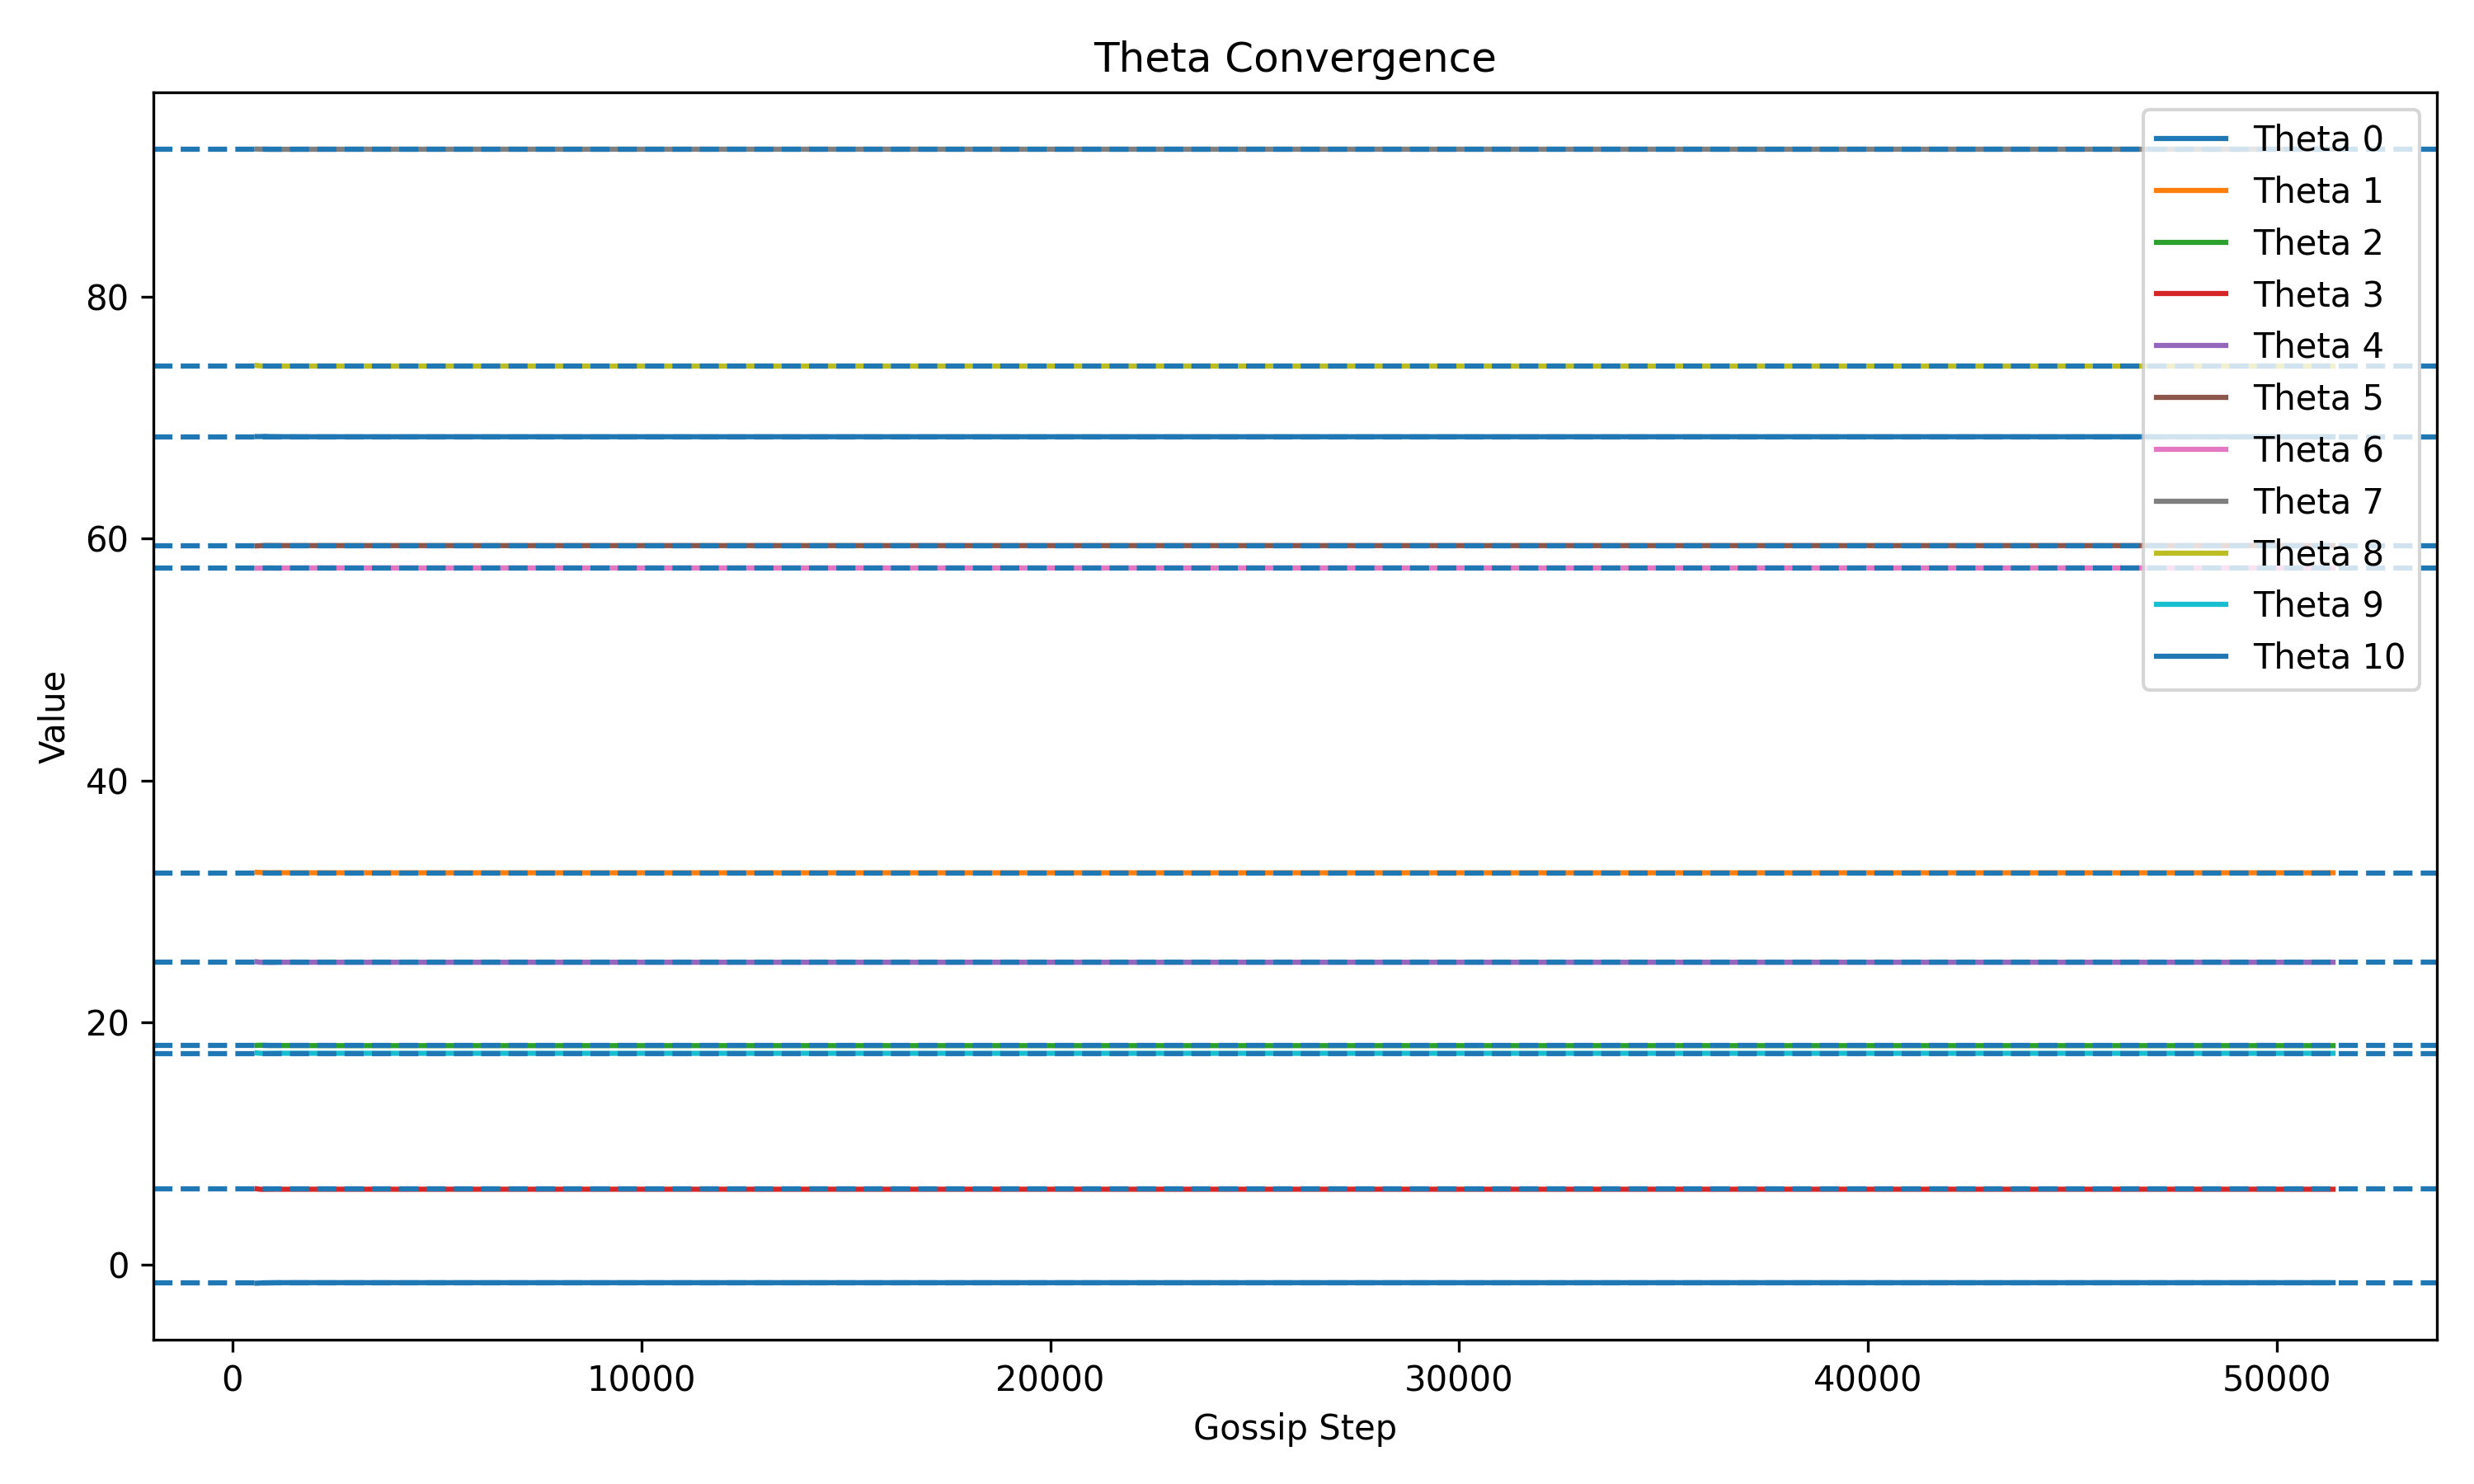 Theta Convergence
Theta 0
Theta 1
Theta 2
Theta 3
Theta 4
Theta 5
Theta 6
Theta 7
Theta 8
Theta 9
Theta 10
Value
80
60
40
20
0
0 10000 20000 30000 40000 50000
Gossip Step